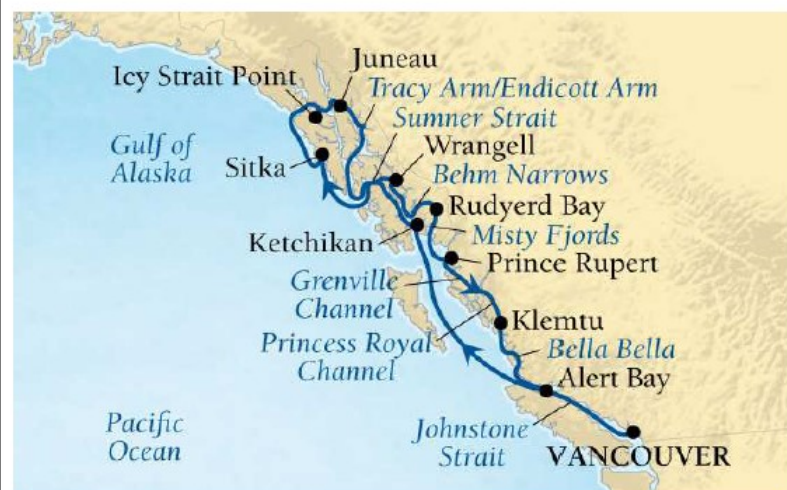 Juneau
Icy Strait Point
Tracy Arm/Endicott Arm
Sumner Strait
Gulf of
Alaska
Sitka
Wrangell
Behm Narrows
Rudyerd Bay
Ketchikan
Misty Fjords
Prince Rupert
Grenville
Channel
Klemtu
Princess Royal
Channel
Bella Bella
Alert Bay
Pacific
Ocean
Johnstone
Strait
VANCOUVER